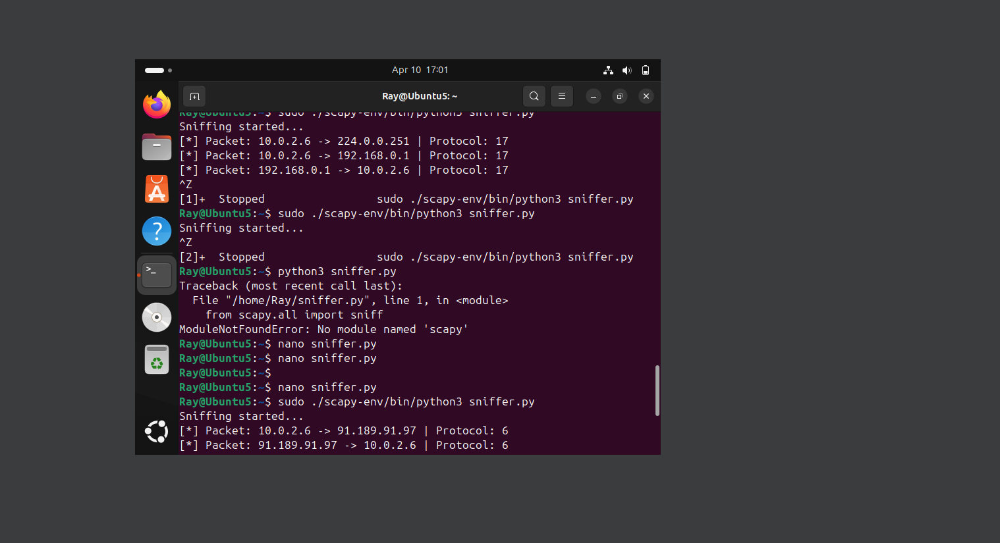 Apr 10 17:01
Ray@Ubuntu5: ~
Ray@Ubuntu5:~$ sudo ./scapy-env/bin/python3 sniffer.py
Sniffing started...
[*] Packet: 10.0.2.6 -> 224.0.0.251 | Protocol: 17
[*] Packet: 10.0.2.6 -> 192.168.0.1 | Protocol: 17
[*] Packet: 192.168.0.1 -> 10.0.2.6 | Protocol: 17
^Z
[1]+  Stopped                 sudo ./scapy-env/bin/python3 sniffer.py
Ray@Ubuntu5:~$ sudo ./scapy-env/bin/python3 sniffer.py
Sniffing started...
^Z
[2]+  Stopped                 sudo ./scapy-env/bin/python3 sniffer.py
Ray@Ubuntu5:~$ python3 sniffer.py
Traceback (most recent call last):
  File "/home/Ray/sniffer.py", line 1, in <module>
    from scapy.all import sniff
ModuleNotFoundError: No module named 'scapy'
Ray@Ubuntu5:~$ nano sniffer.py
Ray@Ubuntu5:~$ nano sniffer.py
Ray@Ubuntu5:~$
Ray@Ubuntu5:~$ nano sniffer.py
Ray@Ubuntu5:~$ sudo ./scapy-env/bin/python3 sniffer.py
Sniffing started...
[*] Packet: 10.0.2.6 -> 91.189.91.97 | Protocol: 6
[*] Packet: 91.189.91.97 -> 10.0.2.6 | Protocol: 6